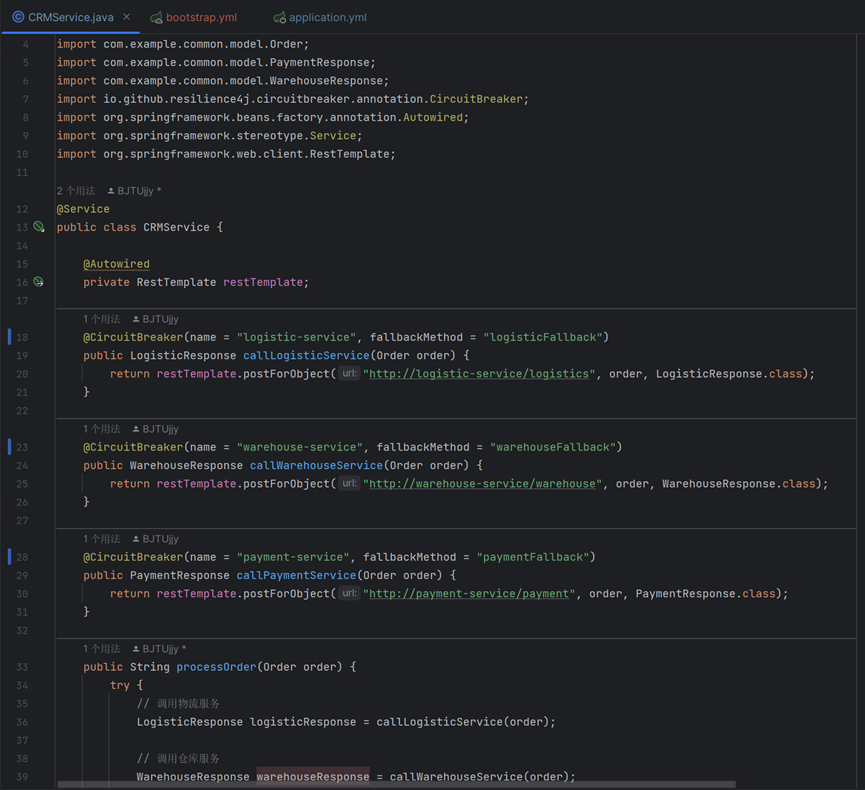 CRMService.java × bootstrap.yml application.yml
4 import com.example.common.model.Order;
5 import com.example.common.model.PaymentResponse;
6 import com.example.common.model.WarehouseResponse;
7 import io.github.resilience4j.circuitbreaker.annotation.CircuitBreaker;
8 import org.springframework.beans.factory.annotation.Autowired;
9 import org.springframework.stereotype.Service;
10 import org.springframework.web.client.RestTemplate;
11
2 个用法 BJTUjjy *
12 @Service
13 public class CRMService {
14
15 @Autowired
16 private RestTemplate restTemplate;
17
1 个用法 BJTUjjy
18 @CircuitBreaker(name = "logistic-service", fallbackMethod = "logisticFallback")
19 public LogisticResponse callLogisticService(Order order) {
20 return restTemplate.postForObject( url: "http://logistic-service/logistics", order, LogisticResponse.class);
21 }
22
1 个用法 BJTUjjy
23 @CircuitBreaker(name = "warehouse-service", fallbackMethod = "warehouseFallback")
24 public WarehouseResponse callWarehouseService(Order order) {
25 return restTemplate.postForObject( url: "http://warehouse-service/warehouse", order, WarehouseResponse.class);
26 }
27
1 个用法 BJTUjjy
28 @CircuitBreaker(name = "payment-service", fallbackMethod = "paymentFallback")
29 public PaymentResponse callPaymentService(Order order) {
30 return restTemplate.postForObject( url: "http://payment-service/payment", order, PaymentResponse.class);
31 }
32
1 个用法 BJTUjjy *
33 public String processOrder(Order order) {
34 try {
35 // 调用物流服务
36 LogisticResponse logisticResponse = callLogisticService(order);
37
38 // 调用仓库服务
39 WarehouseResponse warehouseResponse = callWarehouseService(order);